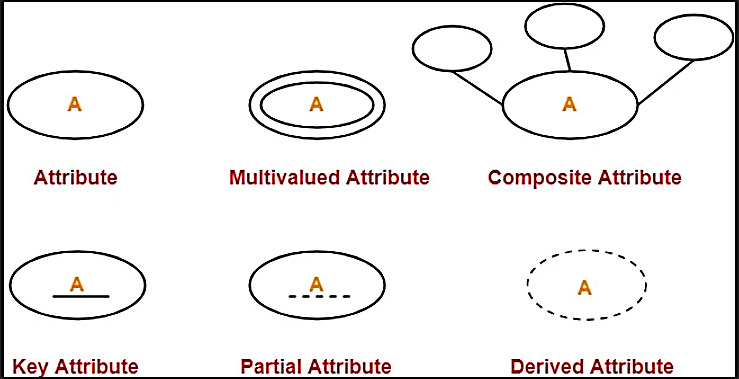 A A A
Attribute Multivalued Attribute Composite Attribute
A A A
Key Attribute Partial Attribute Derived Attribute